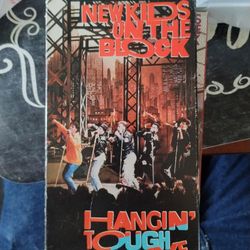 NEW KIDS
ON THE
BLOCK
HANGIN'
TOUGH